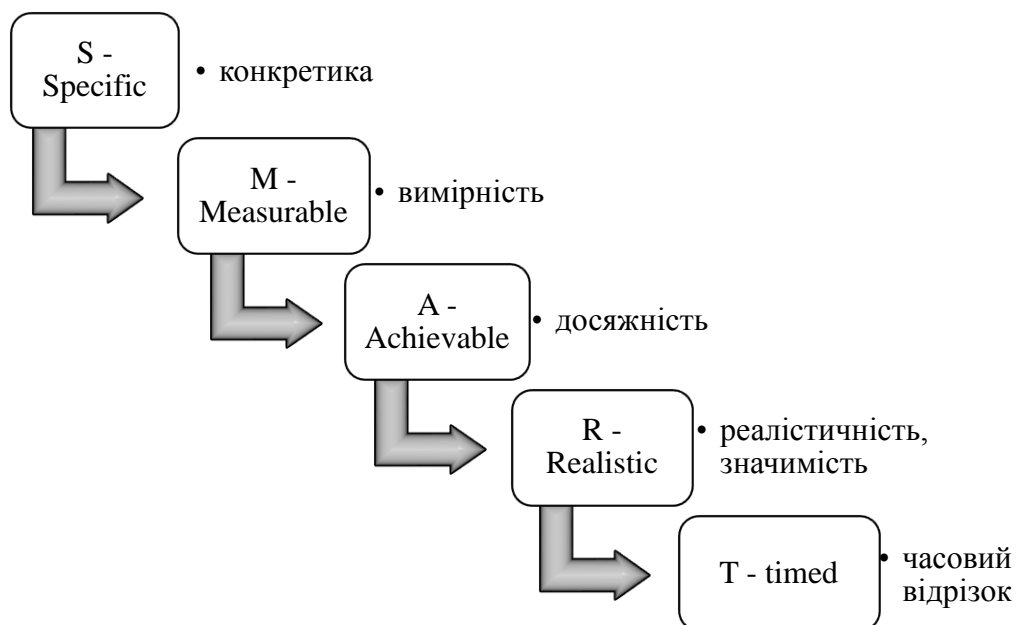 S -
Specific
• конкретика
M -
Measurable
• вимірність
A -
Achievable
• досяжність
R -
Realistic
• реалістичність,
значимість
T - timed
• часовий
відрізок